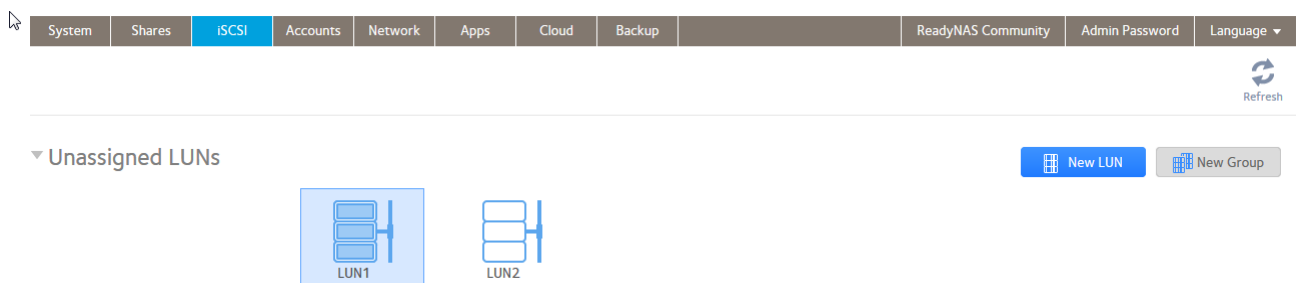 System Shares iSCSI Accounts Network Apps Cloud Backup ReadyNAS Community Admin Password Language
Refresh
Unassigned LUNs New LUN New Group
LUN1 LUN2